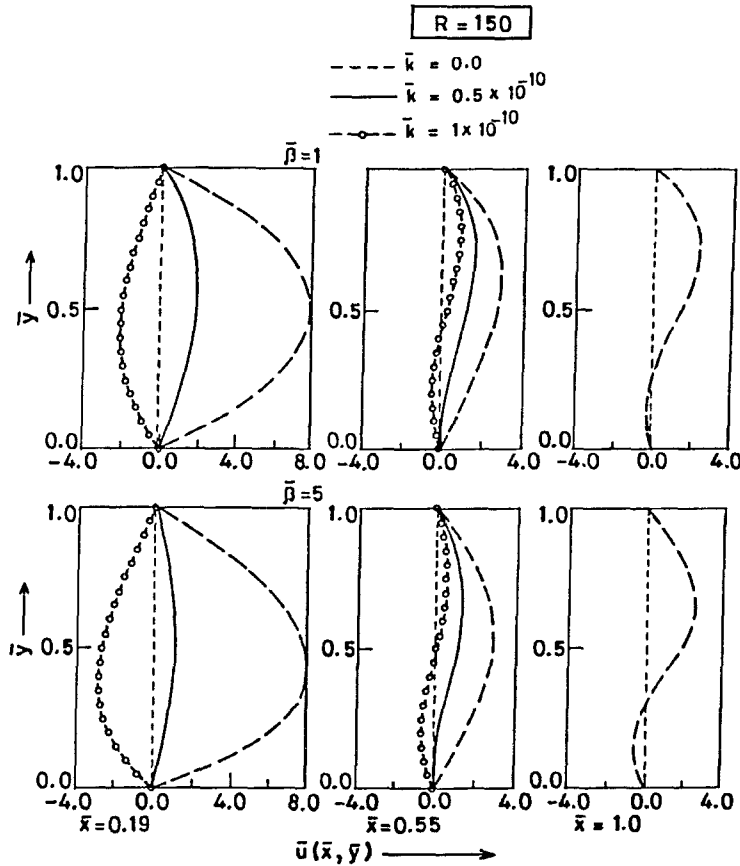 R = 150
k̄ = 0.0
k̄ = 0.5 × 10⁻¹⁰
k̄ = 1 × 10⁻¹⁰
β̄ = 1
1.0 1.0 1.0
ȳ
0.5 0.5 0.5
0.0 0.0 0.0
-4.0 0.0 4.0 8.0 -4.0 0.0 4.0 -4.0 0.0 4.0
β̄ = 5
1.0 1.0 1.0
ȳ
0.5 0.5 0.5
0.0 0.0 0.0
-4.0 0.0 4.0 8.0 -4.0 0.0 4.0 -4.0 0.0 4.0
x̄ = 0.19 x̄ = 0.55 x̄ = 1.0
ū(x̄, ȳ)